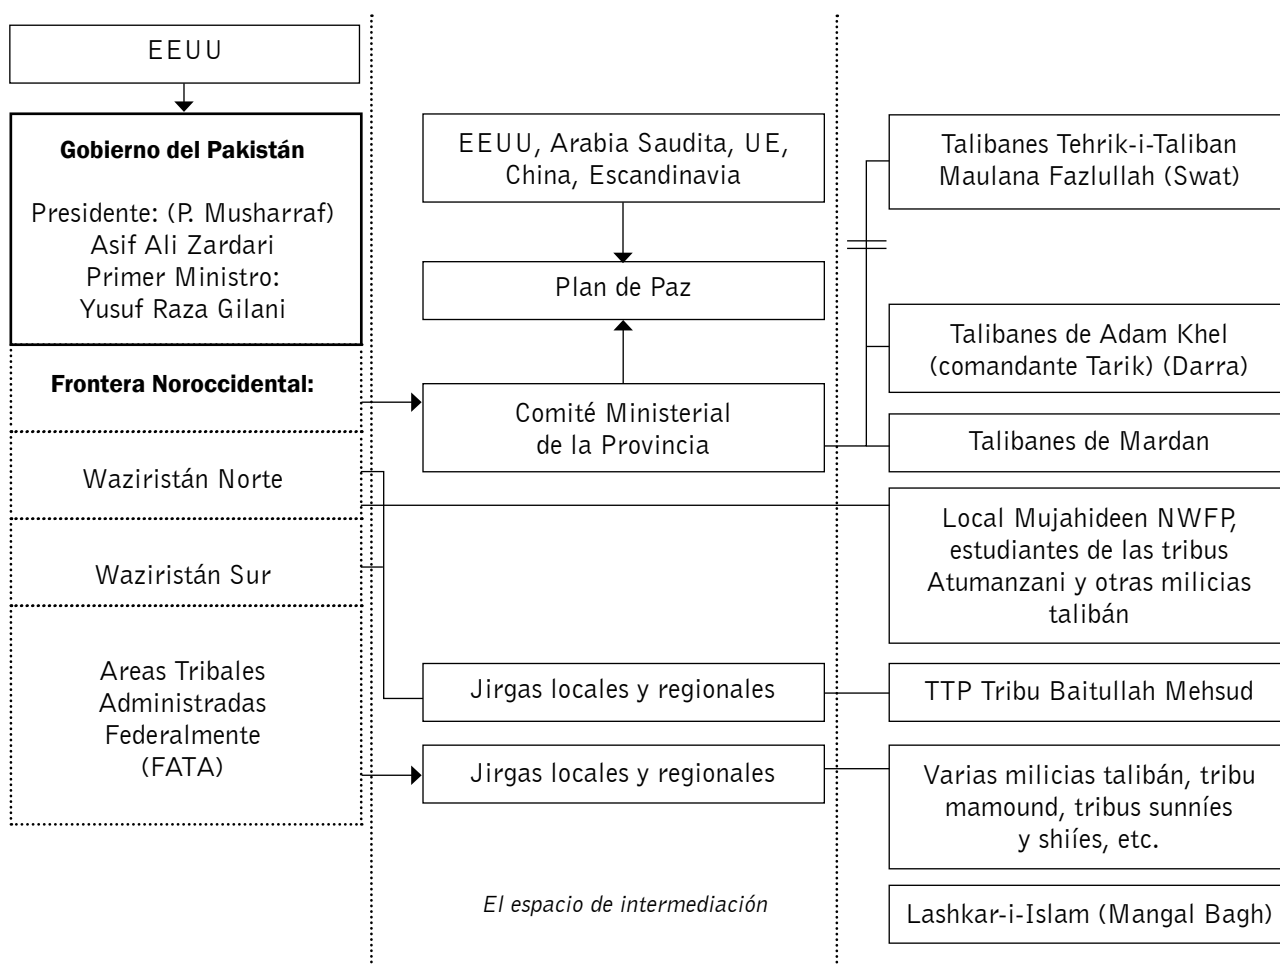 EEUU
Gobierno del Pakistán
Presidente: (P. Musharraf)
Asif Ali Zardari
Primer Ministro:
Yusuf Raza Gilani
Frontera Noroccidental:
Waziristán Norte
Waziristán Sur
Areas Tribales
Administradas
Federalmente
(FATA)
EEUU, Arabia Saudita, UE,
China, Escandinavia
Plan de Paz
Comité Ministerial
de la Provincia
Jirgas locales y regionales
Jirgas locales y regionales
El espacio de intermediación
Talibanes Tehrik-i-Taliban
Maulana Fazlullah (Swat)
Talibanes de Adam Khel
(comandante Tarik) (Darra)
Talibanes de Mardan
Local Mujahideen NWFP,
estudiantes de las tribus
Atumanzani y otras milicias
talibán
TTP Tribu Baitullah Mehsud
Varias milicias talibán, tribu
mamound, tribus sunníes
y shiíes, etc.
Lashkar-i-Islam (Mangal Bagh)